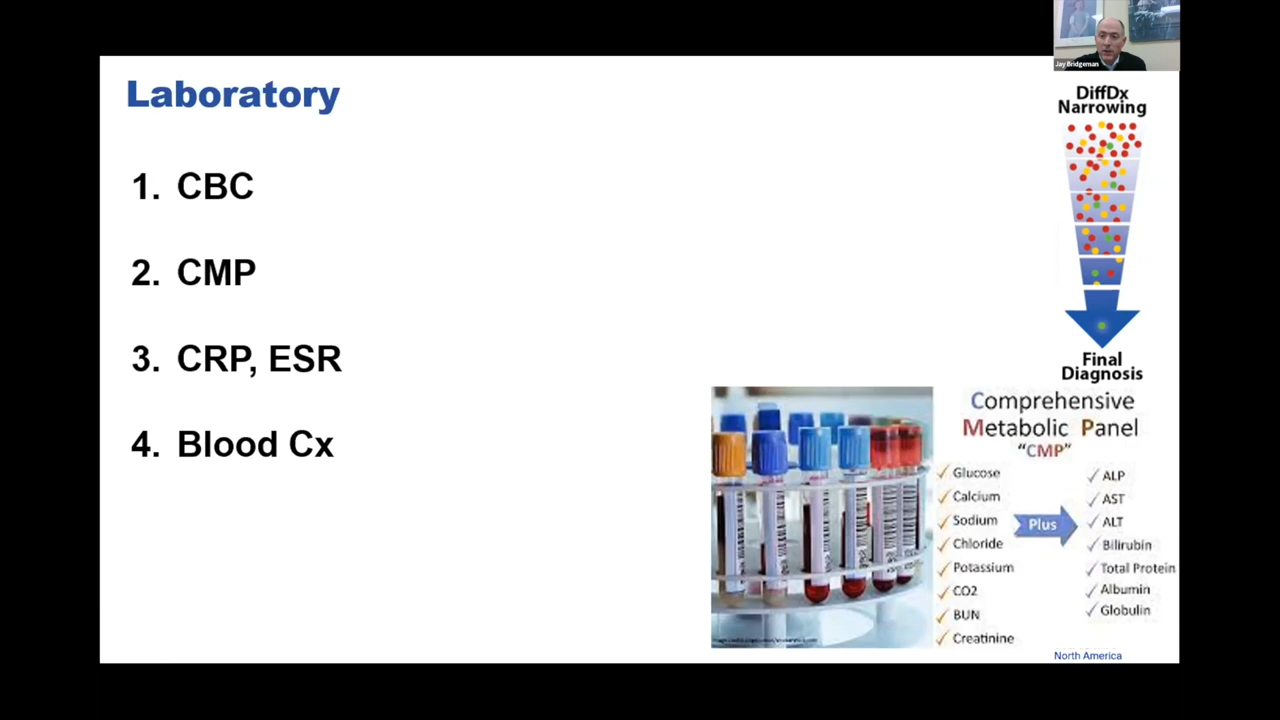 Jay Bridgeman
Laboratory
1. CBC
2. CMP
3. CRP, ESR
4. Blood Cx
DiffDx
Narrowing
Final
Diagnosis
Comprehensive
Metabolic Panel
"CMP"
Glucose
Calcium
Sodium
Chloride
Potassium
CO2
BUN
Creatinine
Plus
ALP
AST
ALT
Bilirubin
Total Protein
Albumin
Globulin
North America